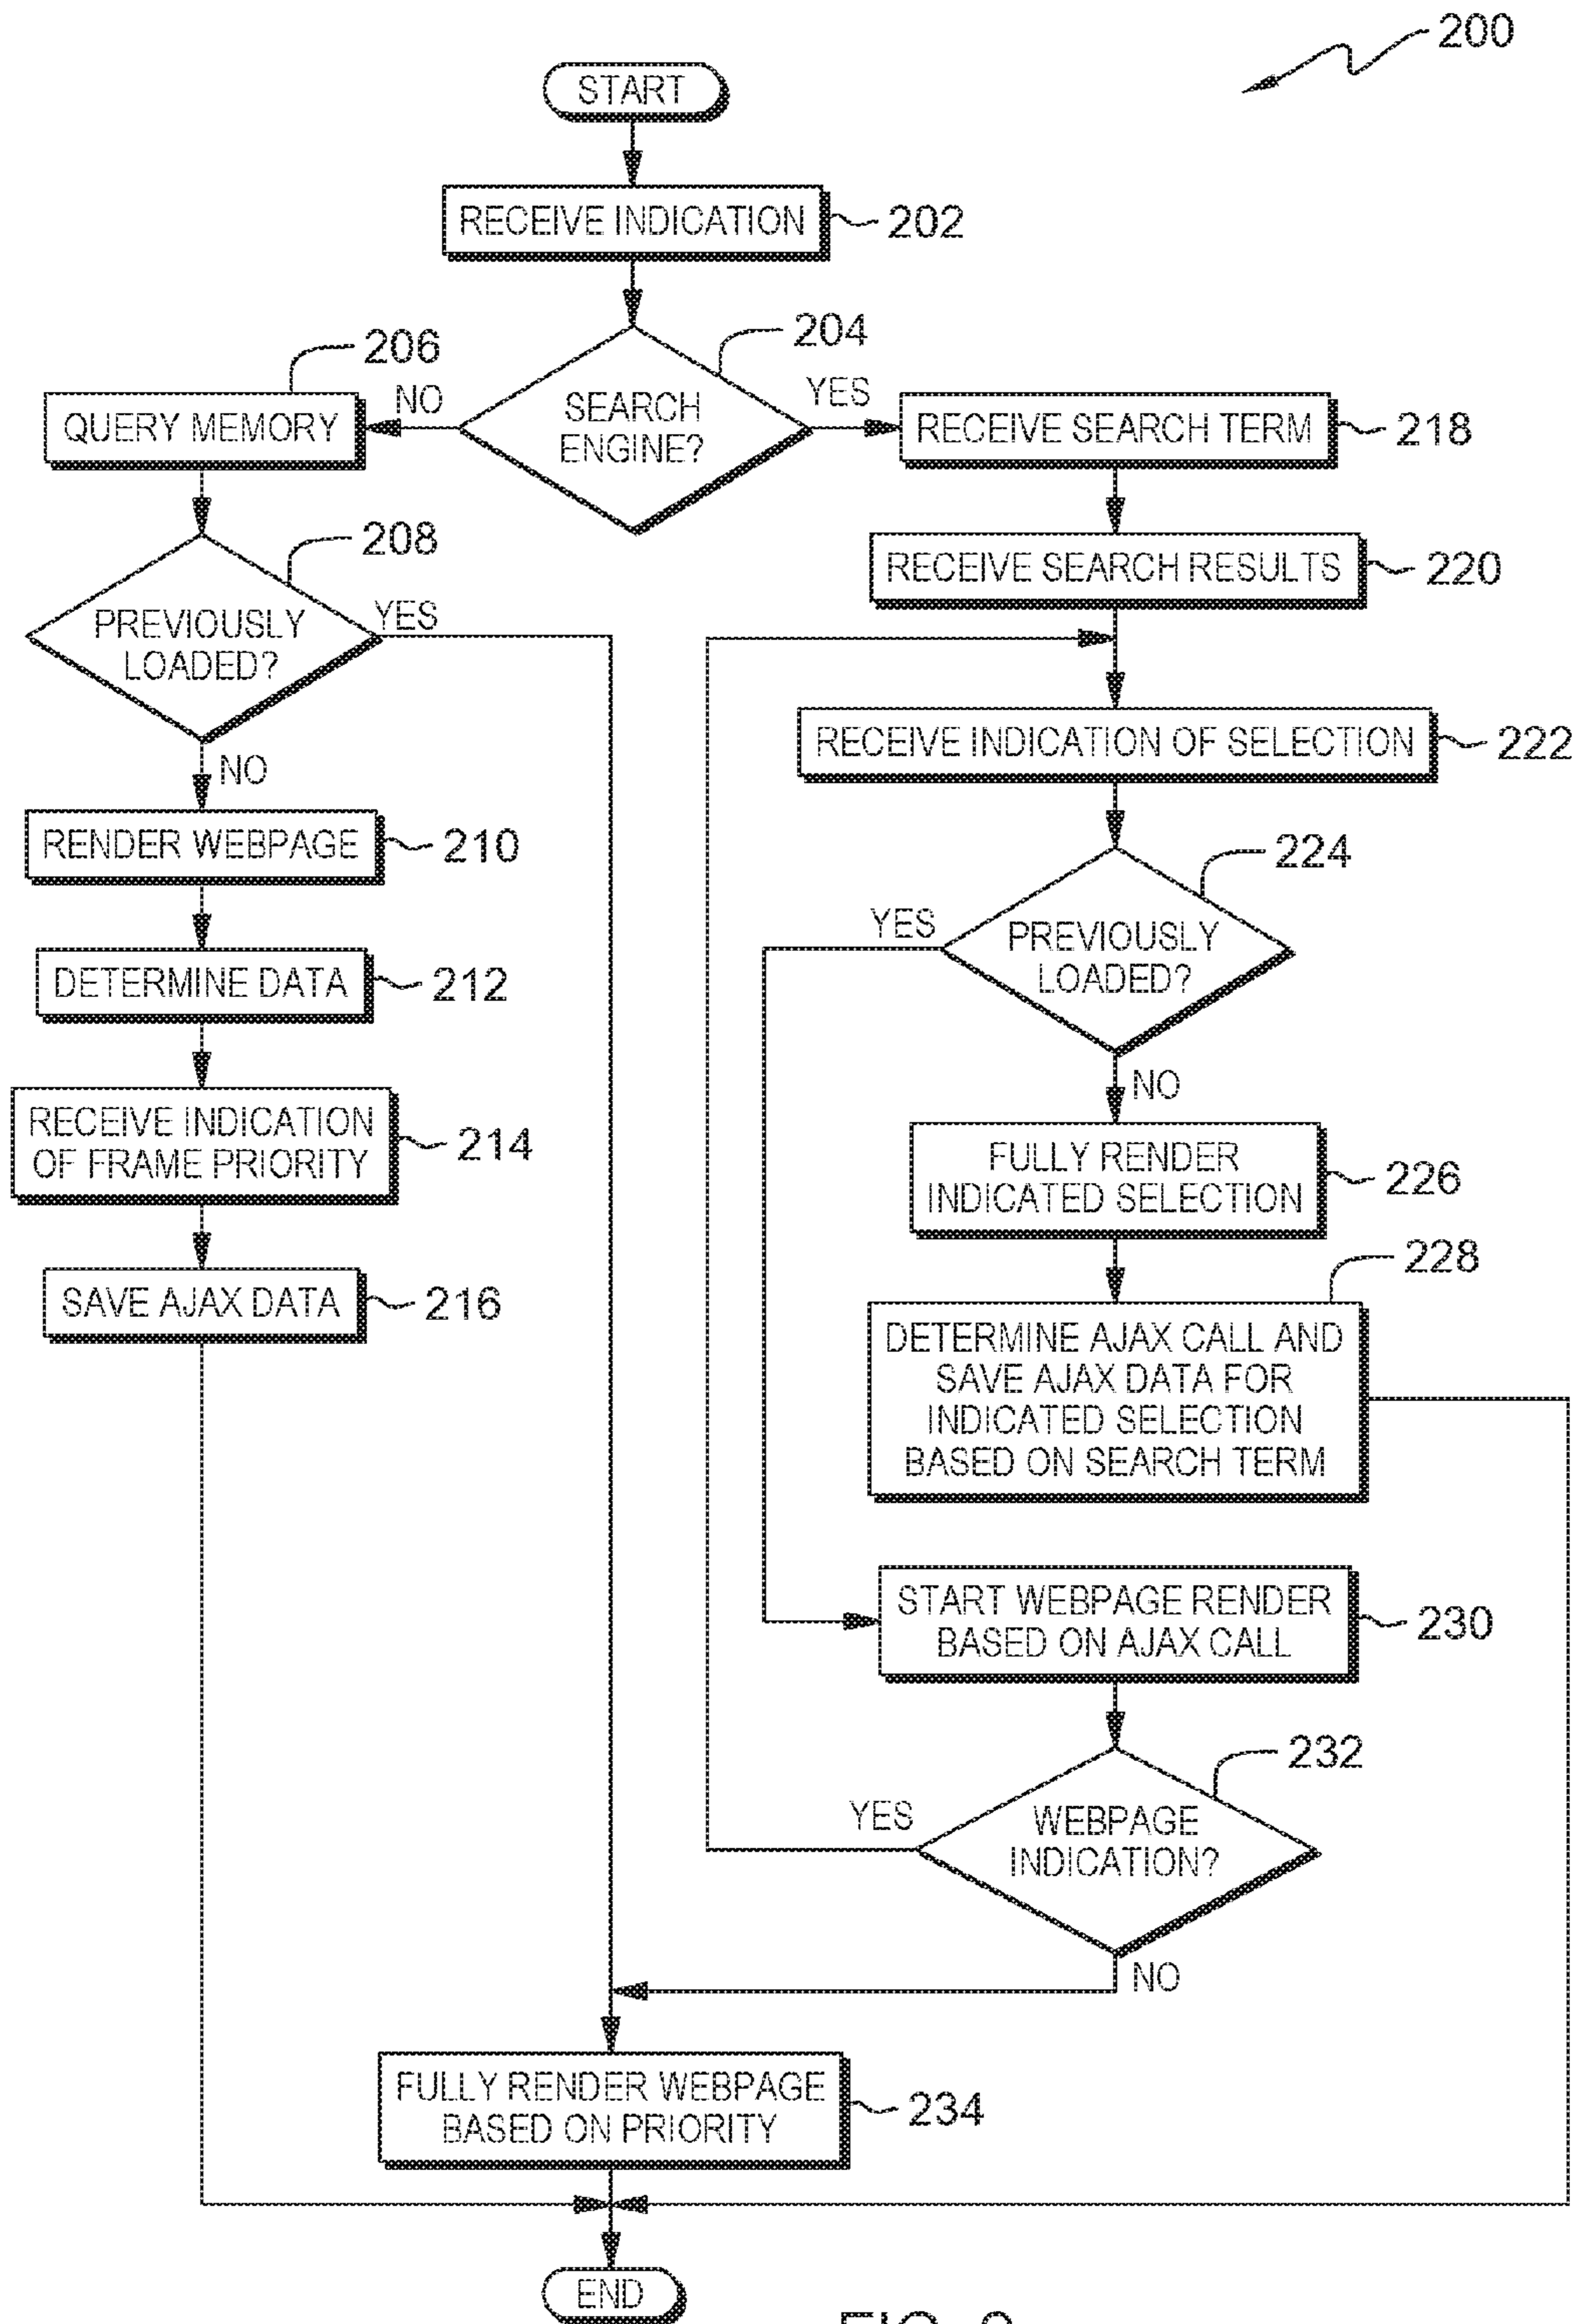 200
START
RECEIVE INDICATION
202
204
SEARCH
ENGINE?
NO
YES
206
QUERY MEMORY
RECEIVE SEARCH TERM
218
208
PREVIOUSLY
LOADED?
YES
RECEIVE SEARCH RESULTS
220
RECEIVE INDICATION OF SELECTION
222
NO
RENDER WEBPAGE
210
224
PREVIOUSLY
LOADED?
YES
NO
DETERMINE DATA
212
RECEIVE INDICATION
OF FRAME PRIORITY
214
FULLY RENDER
INDICATED SELECTION
226
SAVE AJAX DATA
216
228
DETERMINE AJAX CALL AND
SAVE AJAX DATA FOR
INDICATED SELECTION
BASED ON SEARCH TERM
START WEBPAGE RENDER
BASED ON AJAX CALL
230
232
WEBPAGE
INDICATION?
YES
NO
FULLY RENDER WEBPAGE
BASED ON PRIORITY
234
END